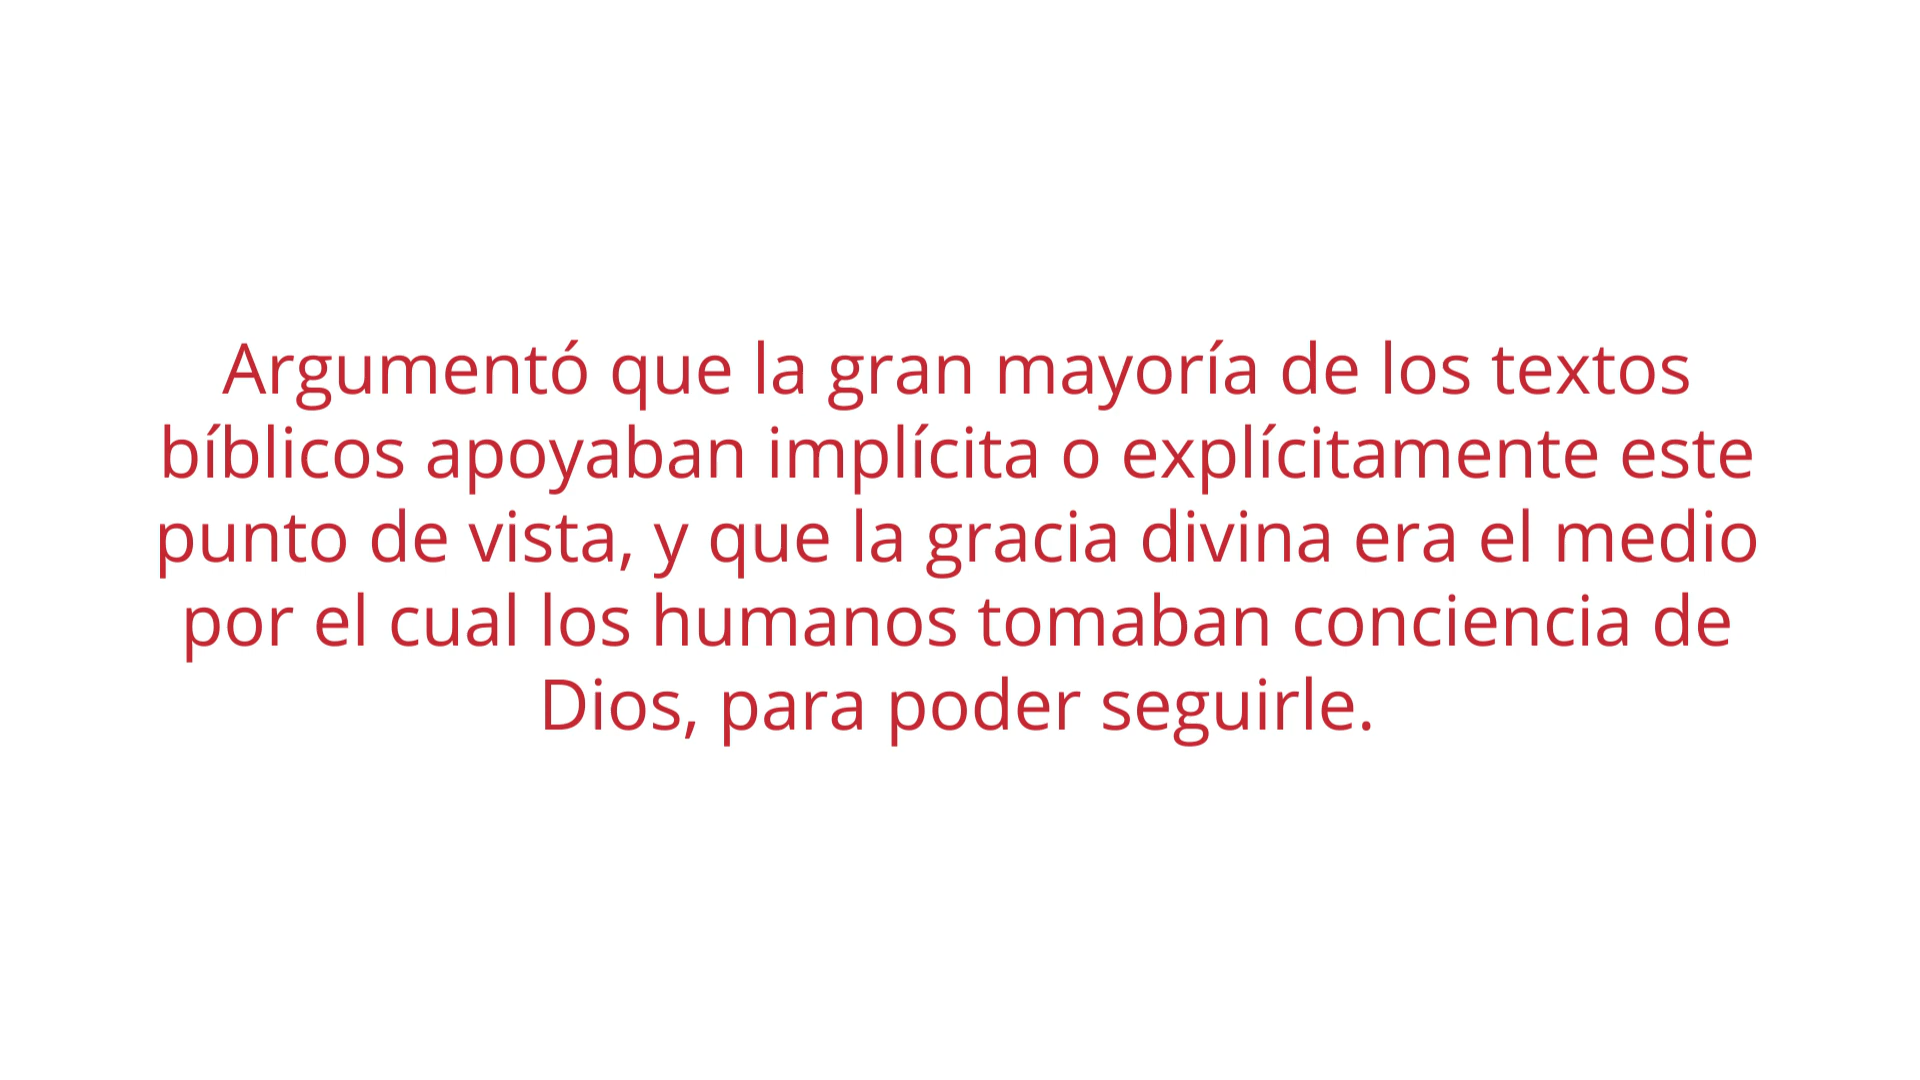 Argumentó que la gran mayoría de los textos
bíblicos apoyaban implícita o explícitamente este
punto de vista, y que la gracia divina era el medio
por el cual los humanos tomaban conciencia de
Dios, para poder seguirle.